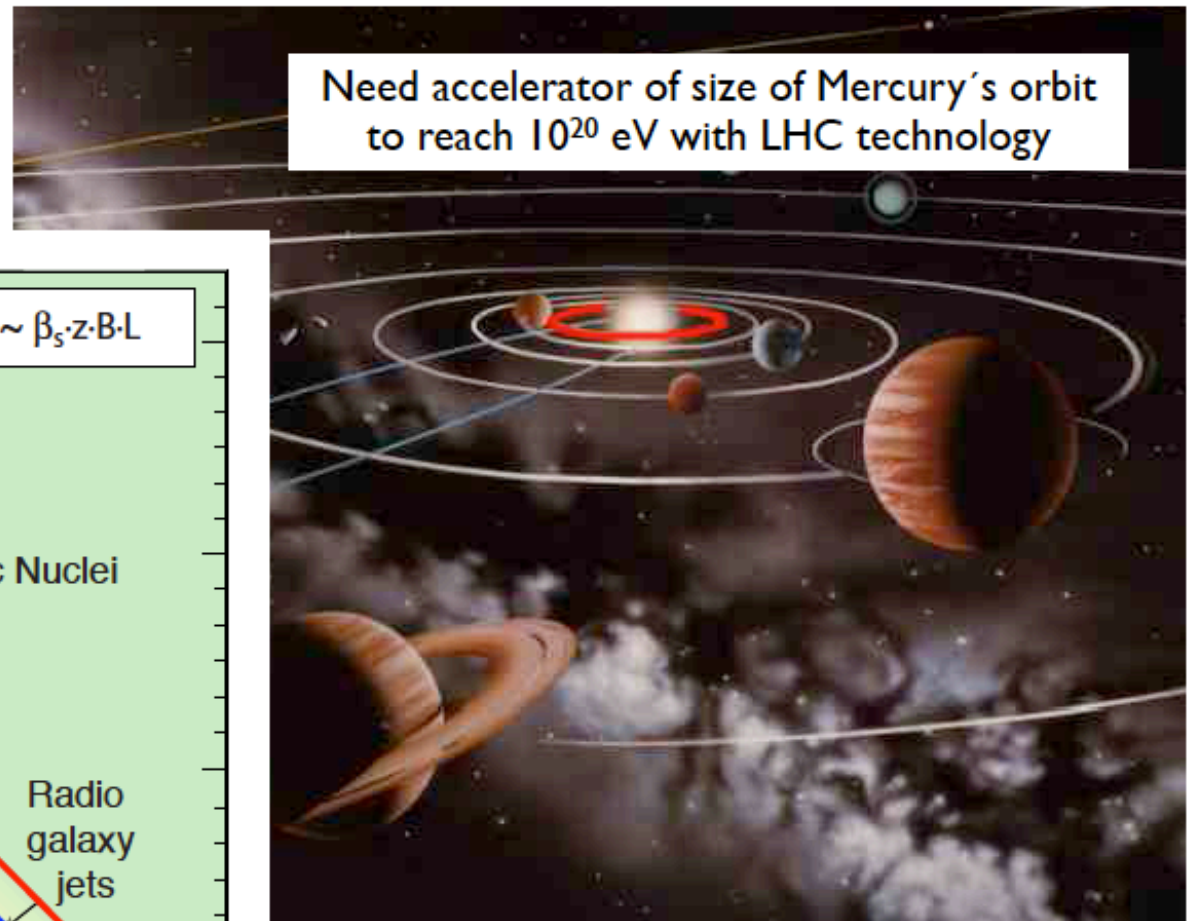 Need accelerator of size of Mercury´s orbit
to reach 10²⁰ eV with LHC technology
~ βₛ·z·B·L
Nuclei
Radio
galaxy
jets